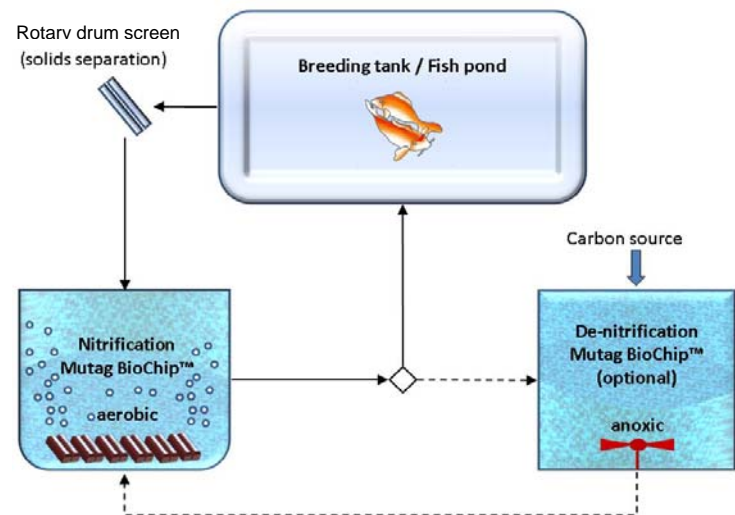 Rotarv drum screen
(solids separation)
Breeding tank / Fish pond
Carbon source
Nitrification
Mutag BioChip™
aerobic
De-nitrification
Mutag BioChip™
(optional)
anoxic